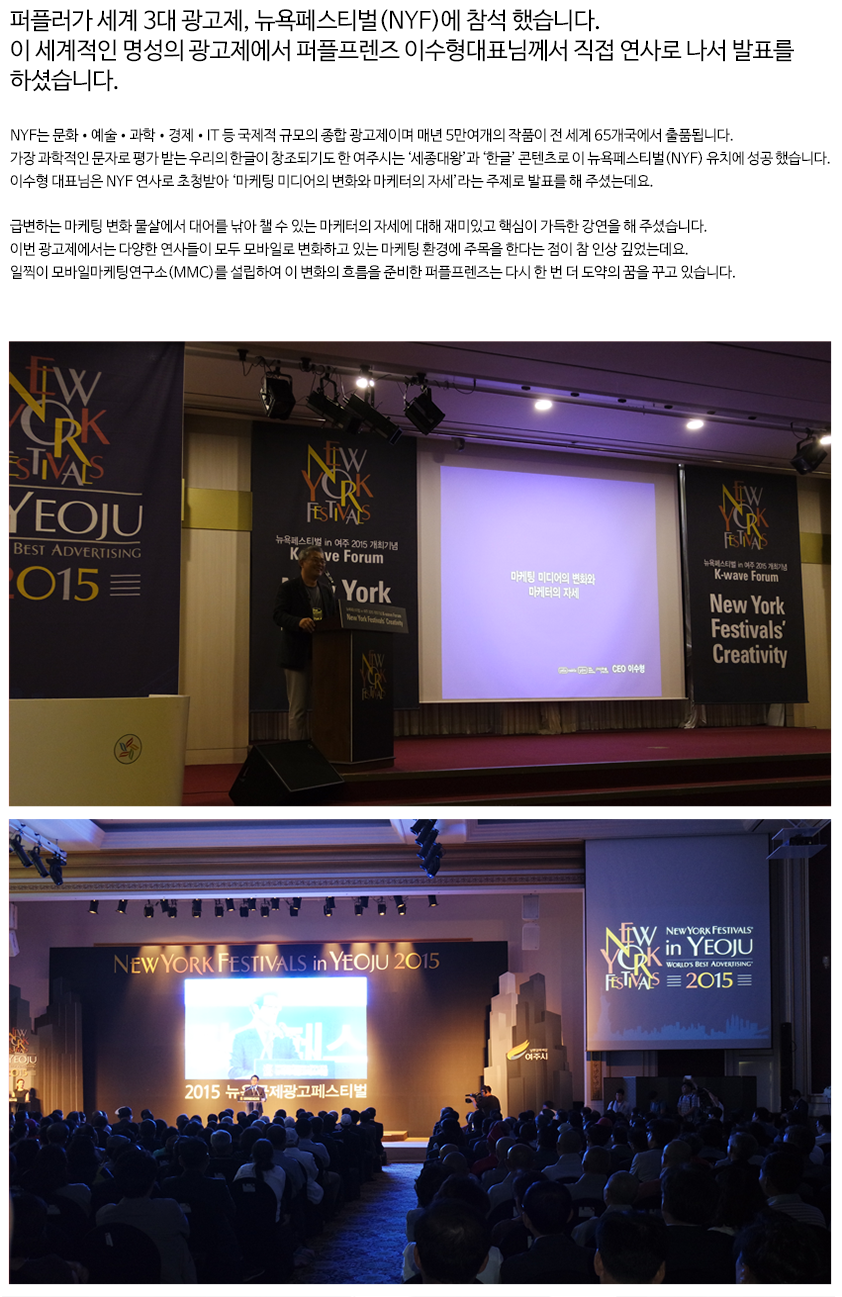 퍼플러가 세계 3대 광고제, 뉴욕페스티벌(NYF)에 참석 했습니다.
이 세계적인 명성의 광고제에서 퍼플프렌즈 이수형대표님께서 직접 연사로 나서 발표를
하셨습니다.
NYF는 문화•예술•과학•경제•IT 등 국제적 규모의 종합 광고제이며 매년 5만여개의 작품이 전 세계 65개국에서 출품됩니다.
가장 과학적인 문자로 평가 받는 우리의 한글이 창조되기도 한 여주시는 ‘세종대왕’과 ‘한글’ 콘텐츠로 이 뉴욕페스티벌(NYF) 유치에 성공 했습니다.
이수형 대표님은 NYF 연사로 초청받아 ‘마케팅 미디어의 변화와 마케터의 자세’라는 주제로 발표를 해 주셨는데요.
급변하는 마케팅 변화 물살에서 대어를 낚아 챌 수 있는 마케터의 자세에 대해 재미있고 핵심이 가득한 강연을 해 주셨습니다.
이번 광고제에서는 다양한 연사들이 모두 모바일로 변화하고 있는 마케팅 환경에 주목을 한다는 점이 참 인상 깊었는데요.
일찍이 모바일마케팅연구소(MMC)를 설립하여 이 변화의 흐름을 준비한 퍼플프렌즈는 다시 한 번 더 도약의 꿈을 꾸고 있습니다.
NEW
YORK
FESTIVALS
YEOJU
BEST ADVERTISING
2015
NEW
YORK
FESTIVALS
뉴욕페스티벌 in 여주 2015 개최기념
K-wave Forum
York
New York Festivals' Creativity
NEW
YORK
FESTIVALS
마케팅 미디어의 변화와
마케터의 자세
CEO 이수형
NEW
YORK
FESTIVALS
뉴욕페스티벌 in 여주 2015 개최기념
K-wave Forum
New York
Festivals'
Creativity
NEW YORK FESTIVALS in YEOJU 2015
2015 뉴욕국제광고페스티벌
여주시
NEW
YORK
FESTIVALS
YEOJU
NEW
YORK
FESTIVALS
NEW YORK FESTIVALS®
in YEOJU
WORLD'S BEST ADVERTISING®
2015